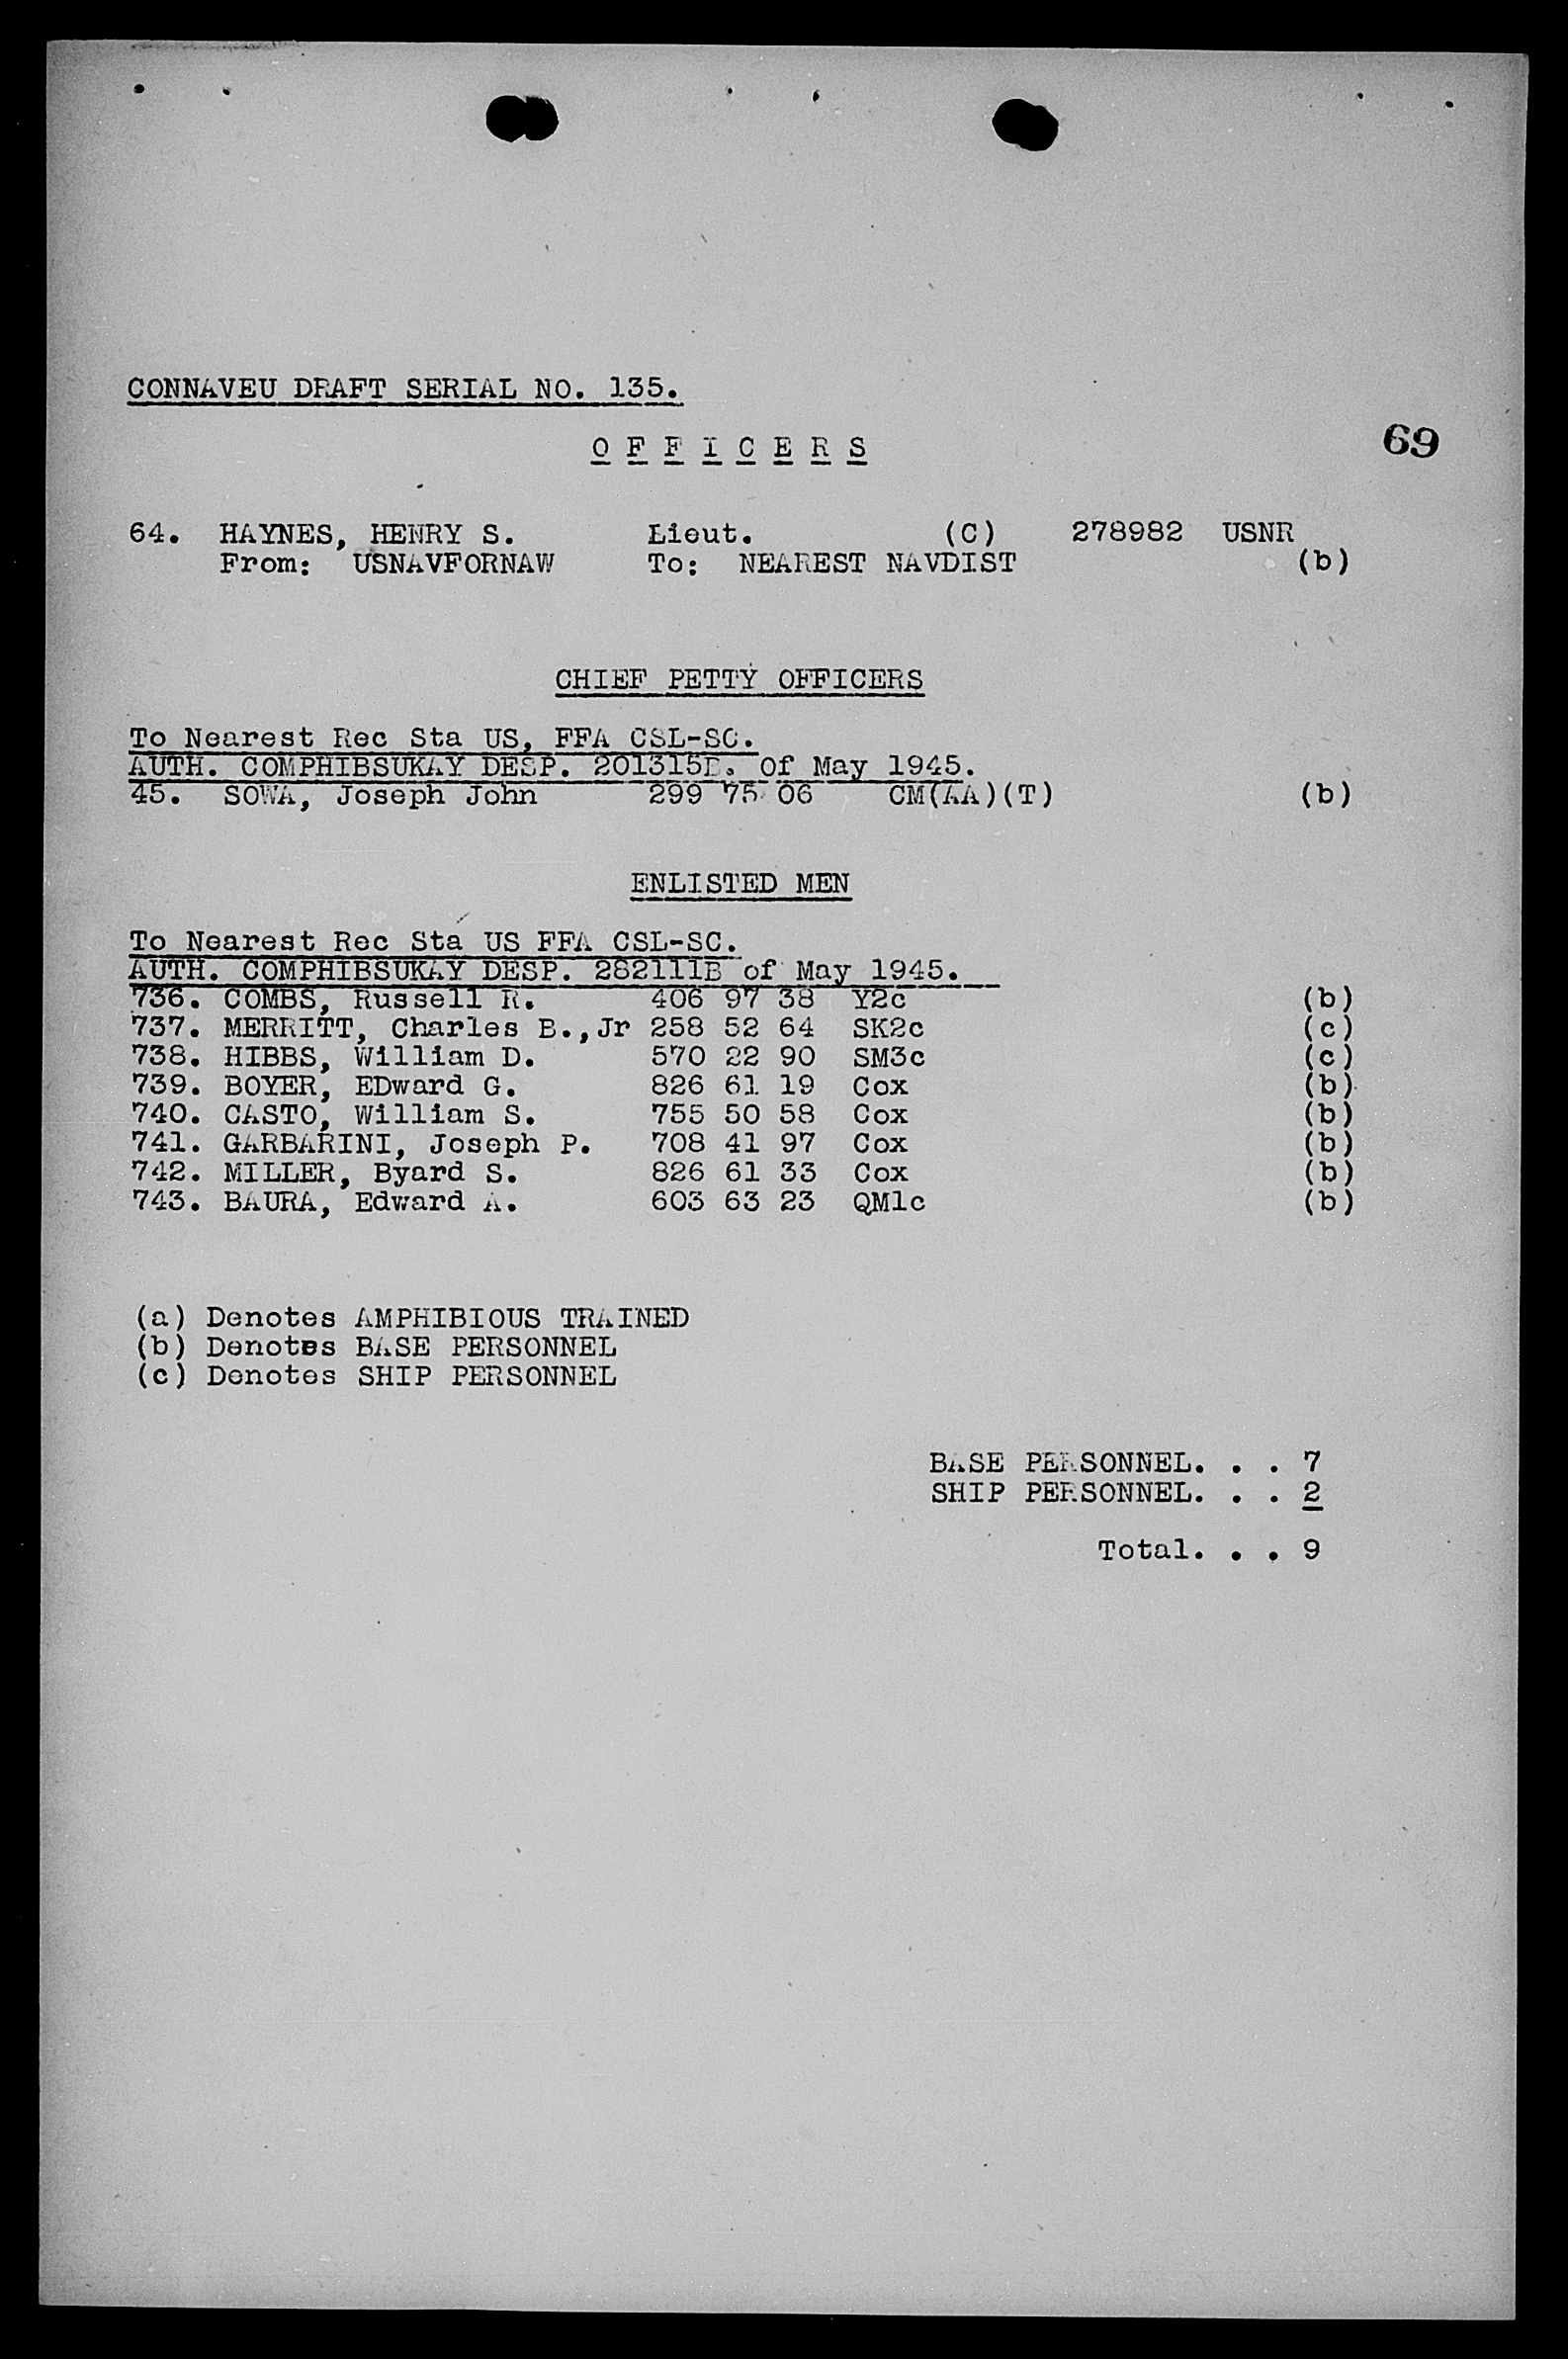 CONNAVEU DRAFT SERIAL NO. 135.
O F F I C E R S
69
64. HAYNES, HENRY S. Lieut. (C) 278982 USNR
From: USNAVFORNAW To: NEAREST NAVDIST (b)
CHIEF PETTY OFFICERS
To Nearest Rec Sta US, FFA CSL-SC.
AUTH. COMPHIBSUKAY DESP. 201315B. Of May 1945.
45. SOWA, Joseph John 299 75 06 CM(AA)(T) (b)
ENLISTED MEN
To Nearest Rec Sta US FFA CSL-SC.
AUTH. COMPHIBSUKAY DESP. 282111B of May 1945.
736. COMBS, Russell R. 406 97 38 Y2c (b)
737. MERRITT, Charles B.,Jr 258 52 64 SK2c (c)
738. HIBBS, William D. 570 22 90 SM3c (c)
739. BOYER, EDward G. 826 61 19 Cox (b)
740. CASTO, William S. 755 50 58 Cox (b)
741. GARBARINI, Joseph P. 708 41 97 Cox (b)
742. MILLER, Byard S. 826 61 33 Cox (b)
743. BAURA, Edward A. 603 63 23 QM1c (b)
(a) Denotes AMPHIBIOUS TRAINED
(b) Denotes BASE PERSONNEL
(c) Denotes SHIP PERSONNEL
BASE PERSONNEL. . . 7
SHIP PERSONNEL. . . 2
Total. . . 9